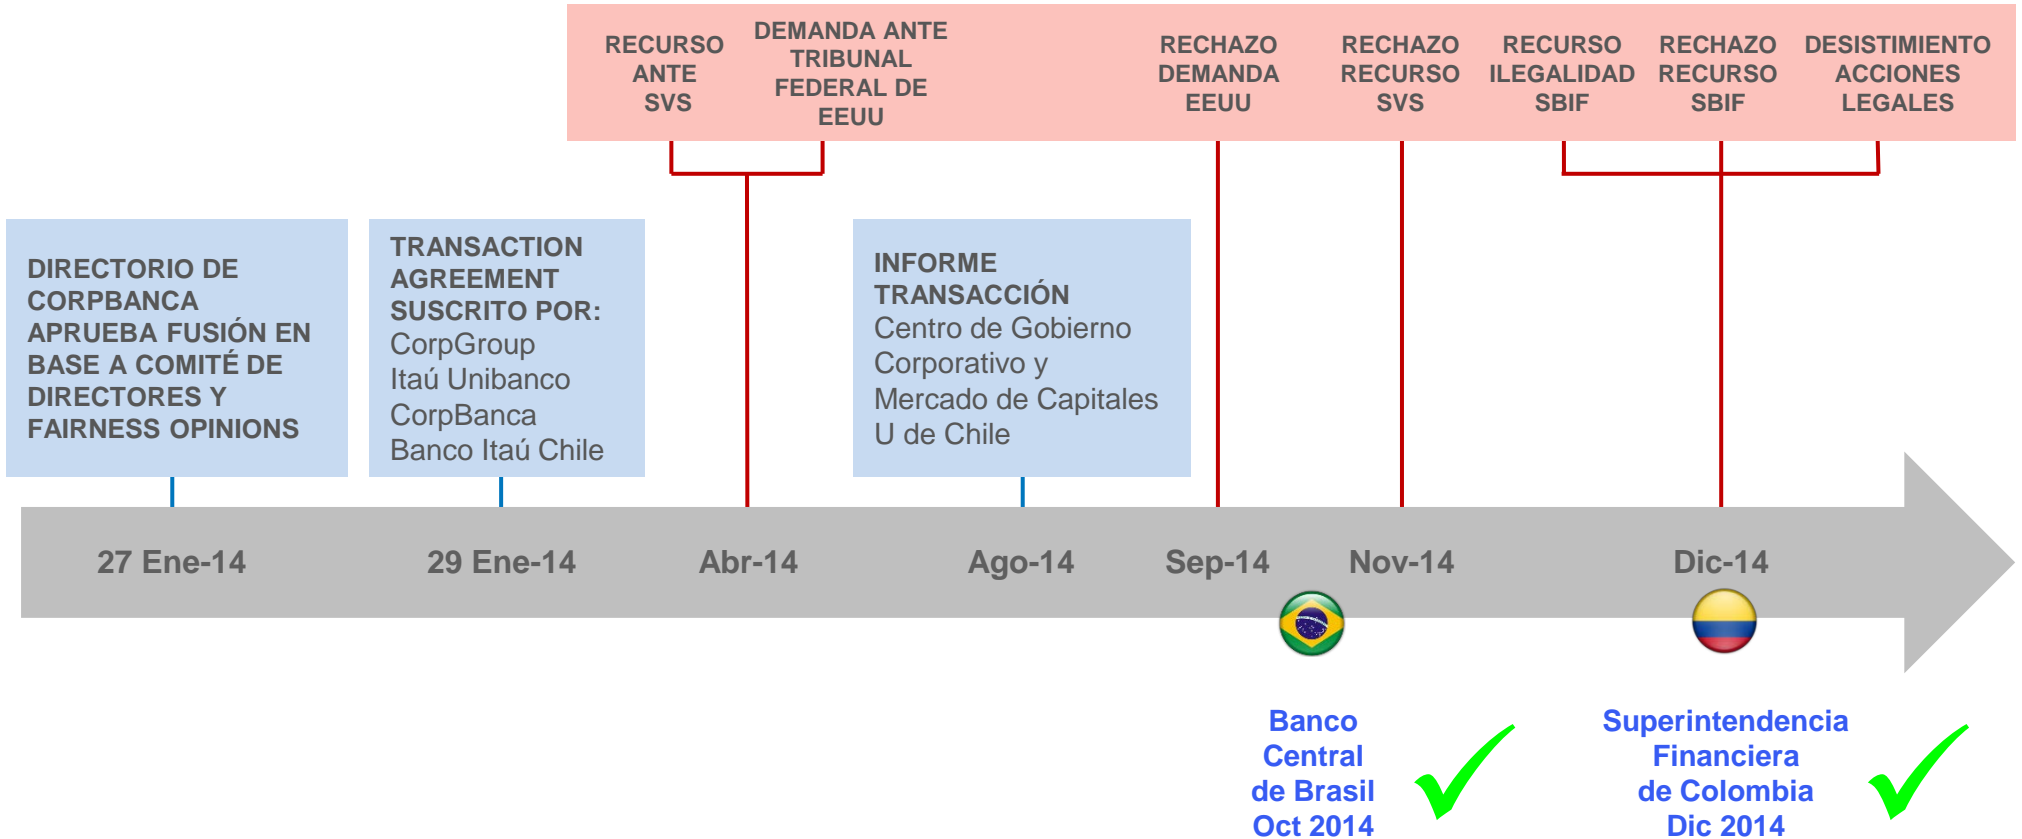 RECURSO
ANTE
SVS
DEMANDA ANTE
TRIBUNAL
FEDERAL DE
EEUU
RECHAZO
DEMANDA
EEUU
RECHAZO
RECURSO
SVS
RECURSO
ILEGALIDAD
SBIF
RECHAZO
RECURSO
SBIF
DESISTIMIENTO
ACCIONES
LEGALES
DIRECTORIO DE
CORPBANCA
APRUEBA FUSIÓN EN
BASE A COMITÉ DE
DIRECTORES Y
FAIRNESS OPINIONS
TRANSACTION
AGREEMENT
SUSCRITO POR:
CorpGroup
Itaú Unibanco
CorpBanca
Banco Itaú Chile
INFORME
TRANSACCIÓN
Centro de Gobierno
Corporativo y
Mercado de Capitales
U de Chile
27 Ene-14
29 Ene-14
Abr-14
Ago-14
Sep-14
Nov-14
Dic-14
Banco
Central
de Brasil
Oct 2014
Superintendencia
Financiera
de Colombia
Dic 2014